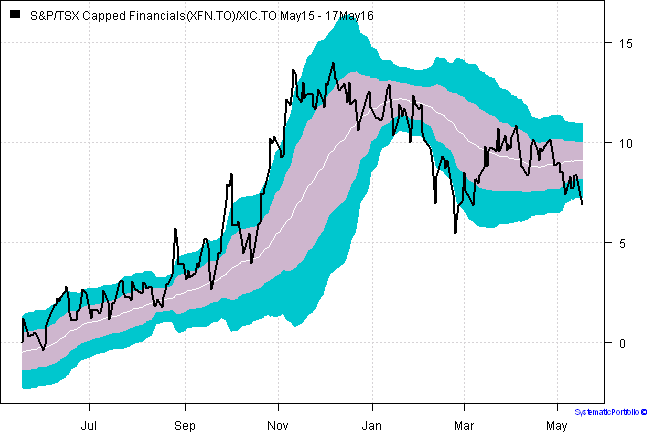 S&P/TSX Capped Financials(XFN.TO)/XIC.TO May15 - 17May16
15
10
5
0
Jul Sep Nov Jan Mar May
SystematicPortfolio ©